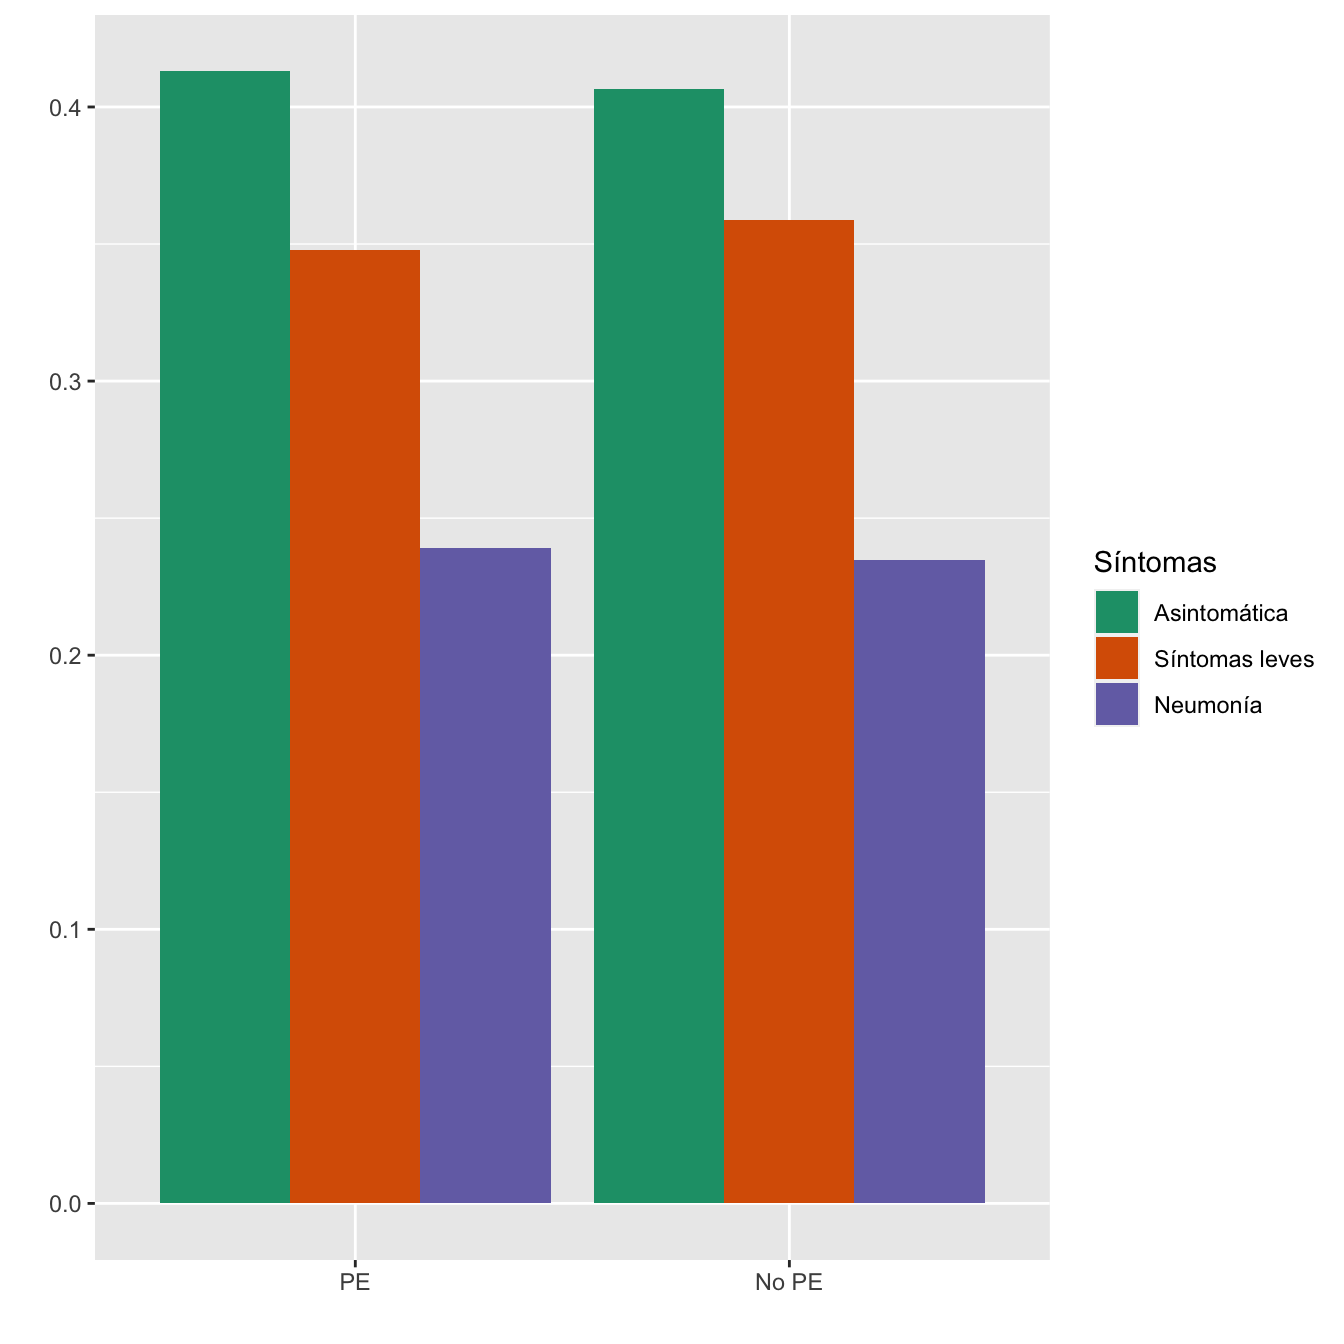 0.4
0.3
0.2
0.1
0.0
PE
No PE
Síntomas
Asintomática
Síntomas leves
Neumonía